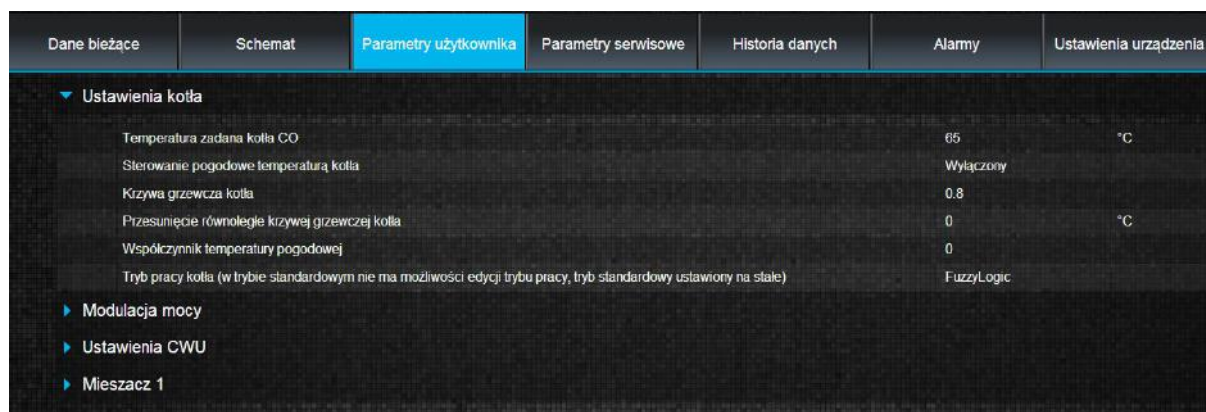 Dane bieżące Schemat Parametry użytkownika Parametry serwisowe Historia danych Alarmy Ustawienia urządzenia
Ustawienia kotła
Temperatura zadana kotła CO 65 °C
Sterowanie pogodowe temperaturą kotła Wyłączony
Krzywa grzewcza kotła 0.8
Przesunięcie równoległe krzywej grzewczej kotła 0 °C
Współczynnik temperatury pogodowej 0
Tryb pracy kotła (w trybie standardowym nie ma możliwości edycji trybu pracy, tryb standardowy ustawiony na stałe) FuzzyLogic
Modulacja mocy
Ustawienia CWU
Mieszacz 1